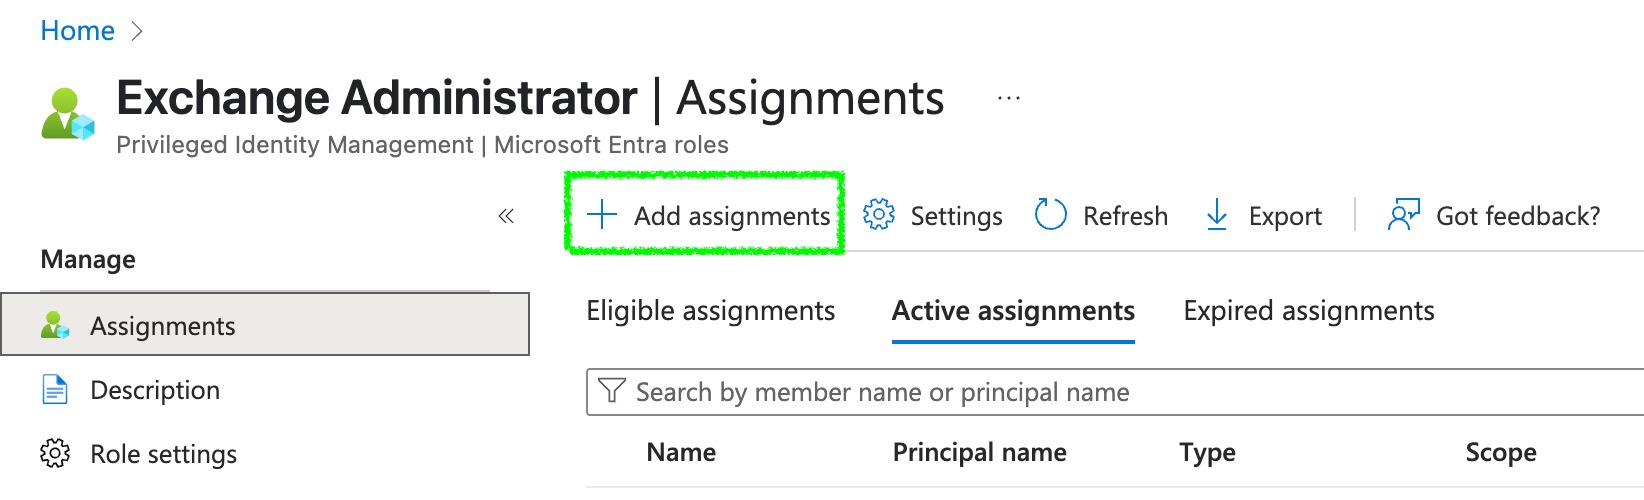 Home
Exchange Administrator | Assignments
Privileged Identity Management | Microsoft Entra roles
Add assignments Settings Refresh Export Got feedback?
Manage
Assignments
Description
Role settings
Eligible assignments Active assignments Expired assignments
Search by member name or principal name
Name Principal name Type Scope